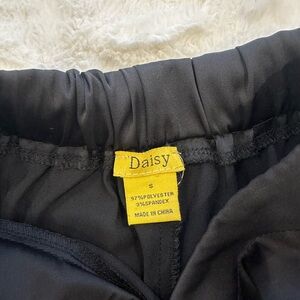 Daisy
S
97%POLYESTER
3%SPANDEX
MADE IN CHINA